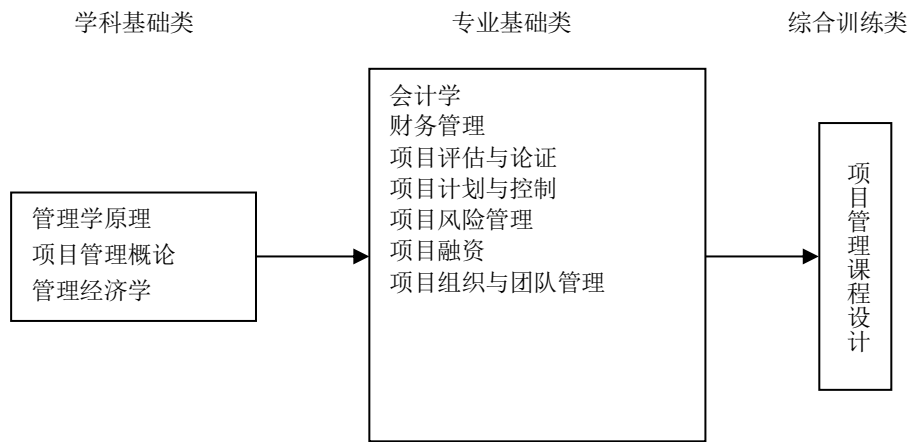 学科基础类
专业基础类
综合训练类
管理学原理
项目管理概论
管理经济学
会计学
财务管理
项目评估与论证
项目计划与控制
项目风险管理
项目融资
项目组织与团队管理
项目管理课程设计